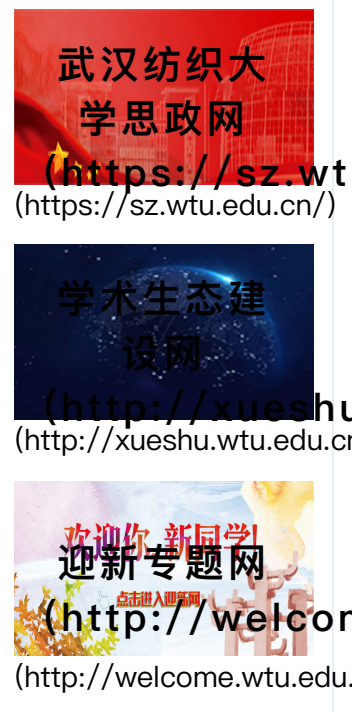 武汉纺织大
学思政网
(https://sz.wt
(https://sz.wtu.edu.cn/)
学术生态建
设网
(http://xueshu
(http://xueshu.wtu.edu.cn
欢迎你 新同学!
迎新专题网
点击进入迎新网
(http://welcon
(http://welcome.wtu.edu.